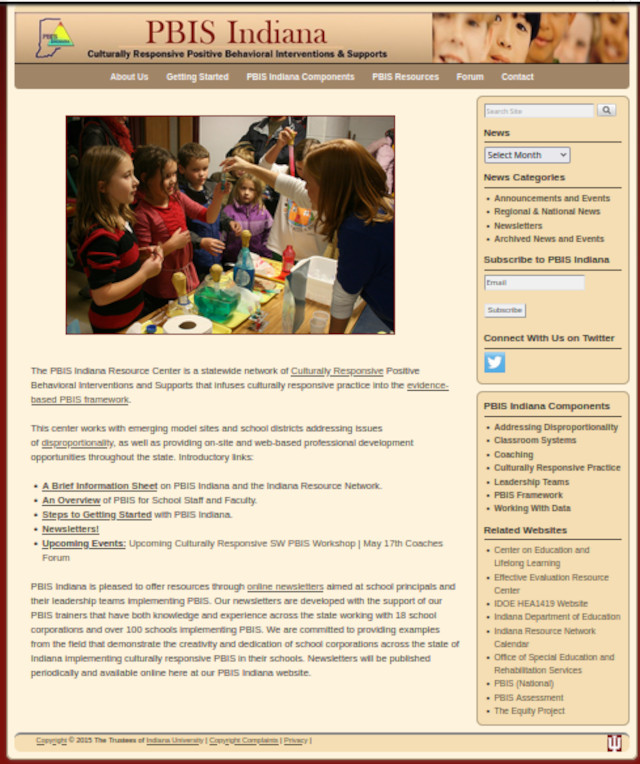 PBIS
PBIS Indiana
Culturally Responsive Positive Behavioral Interventions & Supports
About Us Getting Started PBIS Indiana Components PBIS Resources Forum Contact
The PBIS Indiana Resource Center is a statewide network of Culturally Responsive Positive
Behavioral Interventions and Supports that infuses culturally responsive practice into the evidence-
based PBIS framework.
This center works with emerging model sites and school districts addressing issues
of disproportionality, as well as providing on-site and web-based professional development
opportunities throughout the state. Introductory links:
• A Brief Information Sheet on PBIS Indiana and the Indiana Resource Network.
• An Overview of PBIS for School Staff and Faculty.
• Steps to Getting Started with PBIS Indiana.
• Newsletters!
• Upcoming Events: Upcoming Culturally Responsive SW PBIS Workshop | May 17th Coaches
Forum
PBIS Indiana is pleased to offer resources through online newsletters aimed at school principals and
their leadership teams implementing PBIS. Our newsletters are developed with the support of our
PBIS trainers that have both knowledge and experience across the state working with 18 school
corporations and over 100 schools implementing PBIS. We are committed to providing examples
from the field that demonstrate the creativity and dedication of school corporations across the state of
Indiana implementing culturally responsive PBIS in their schools. Newsletters will be published
periodically and available online here at our PBIS Indiana website.
Search Site
News
Select Month
News Categories
• Announcements and Events
• Regional & National News
• Newsletters
• Archived News and Events
Subscribe to PBIS Indiana
Email
Subscribe
Connect With Us on Twitter
PBIS Indiana Components
• Addressing Disproportionality
• Classroom Systems
• Coaching
• Culturally Responsive Practice
• Leadership Teams
• PBIS Framework
• Working With Data
Related Websites
• Center on Education and
Lifelong Learning
• Effective Evaluation Resource
Center
• IDOE HEA1419 Website
• Indiana Department of Education
• Indiana Resource Network
Calendar
• Office of Special Education and
Rehabilitation Services
• PBIS (National)
• PBIS Assessment
• The Equity Project
Copyright © 2015 The Trustees of Indiana University | Copyright Complaints | Privacy |